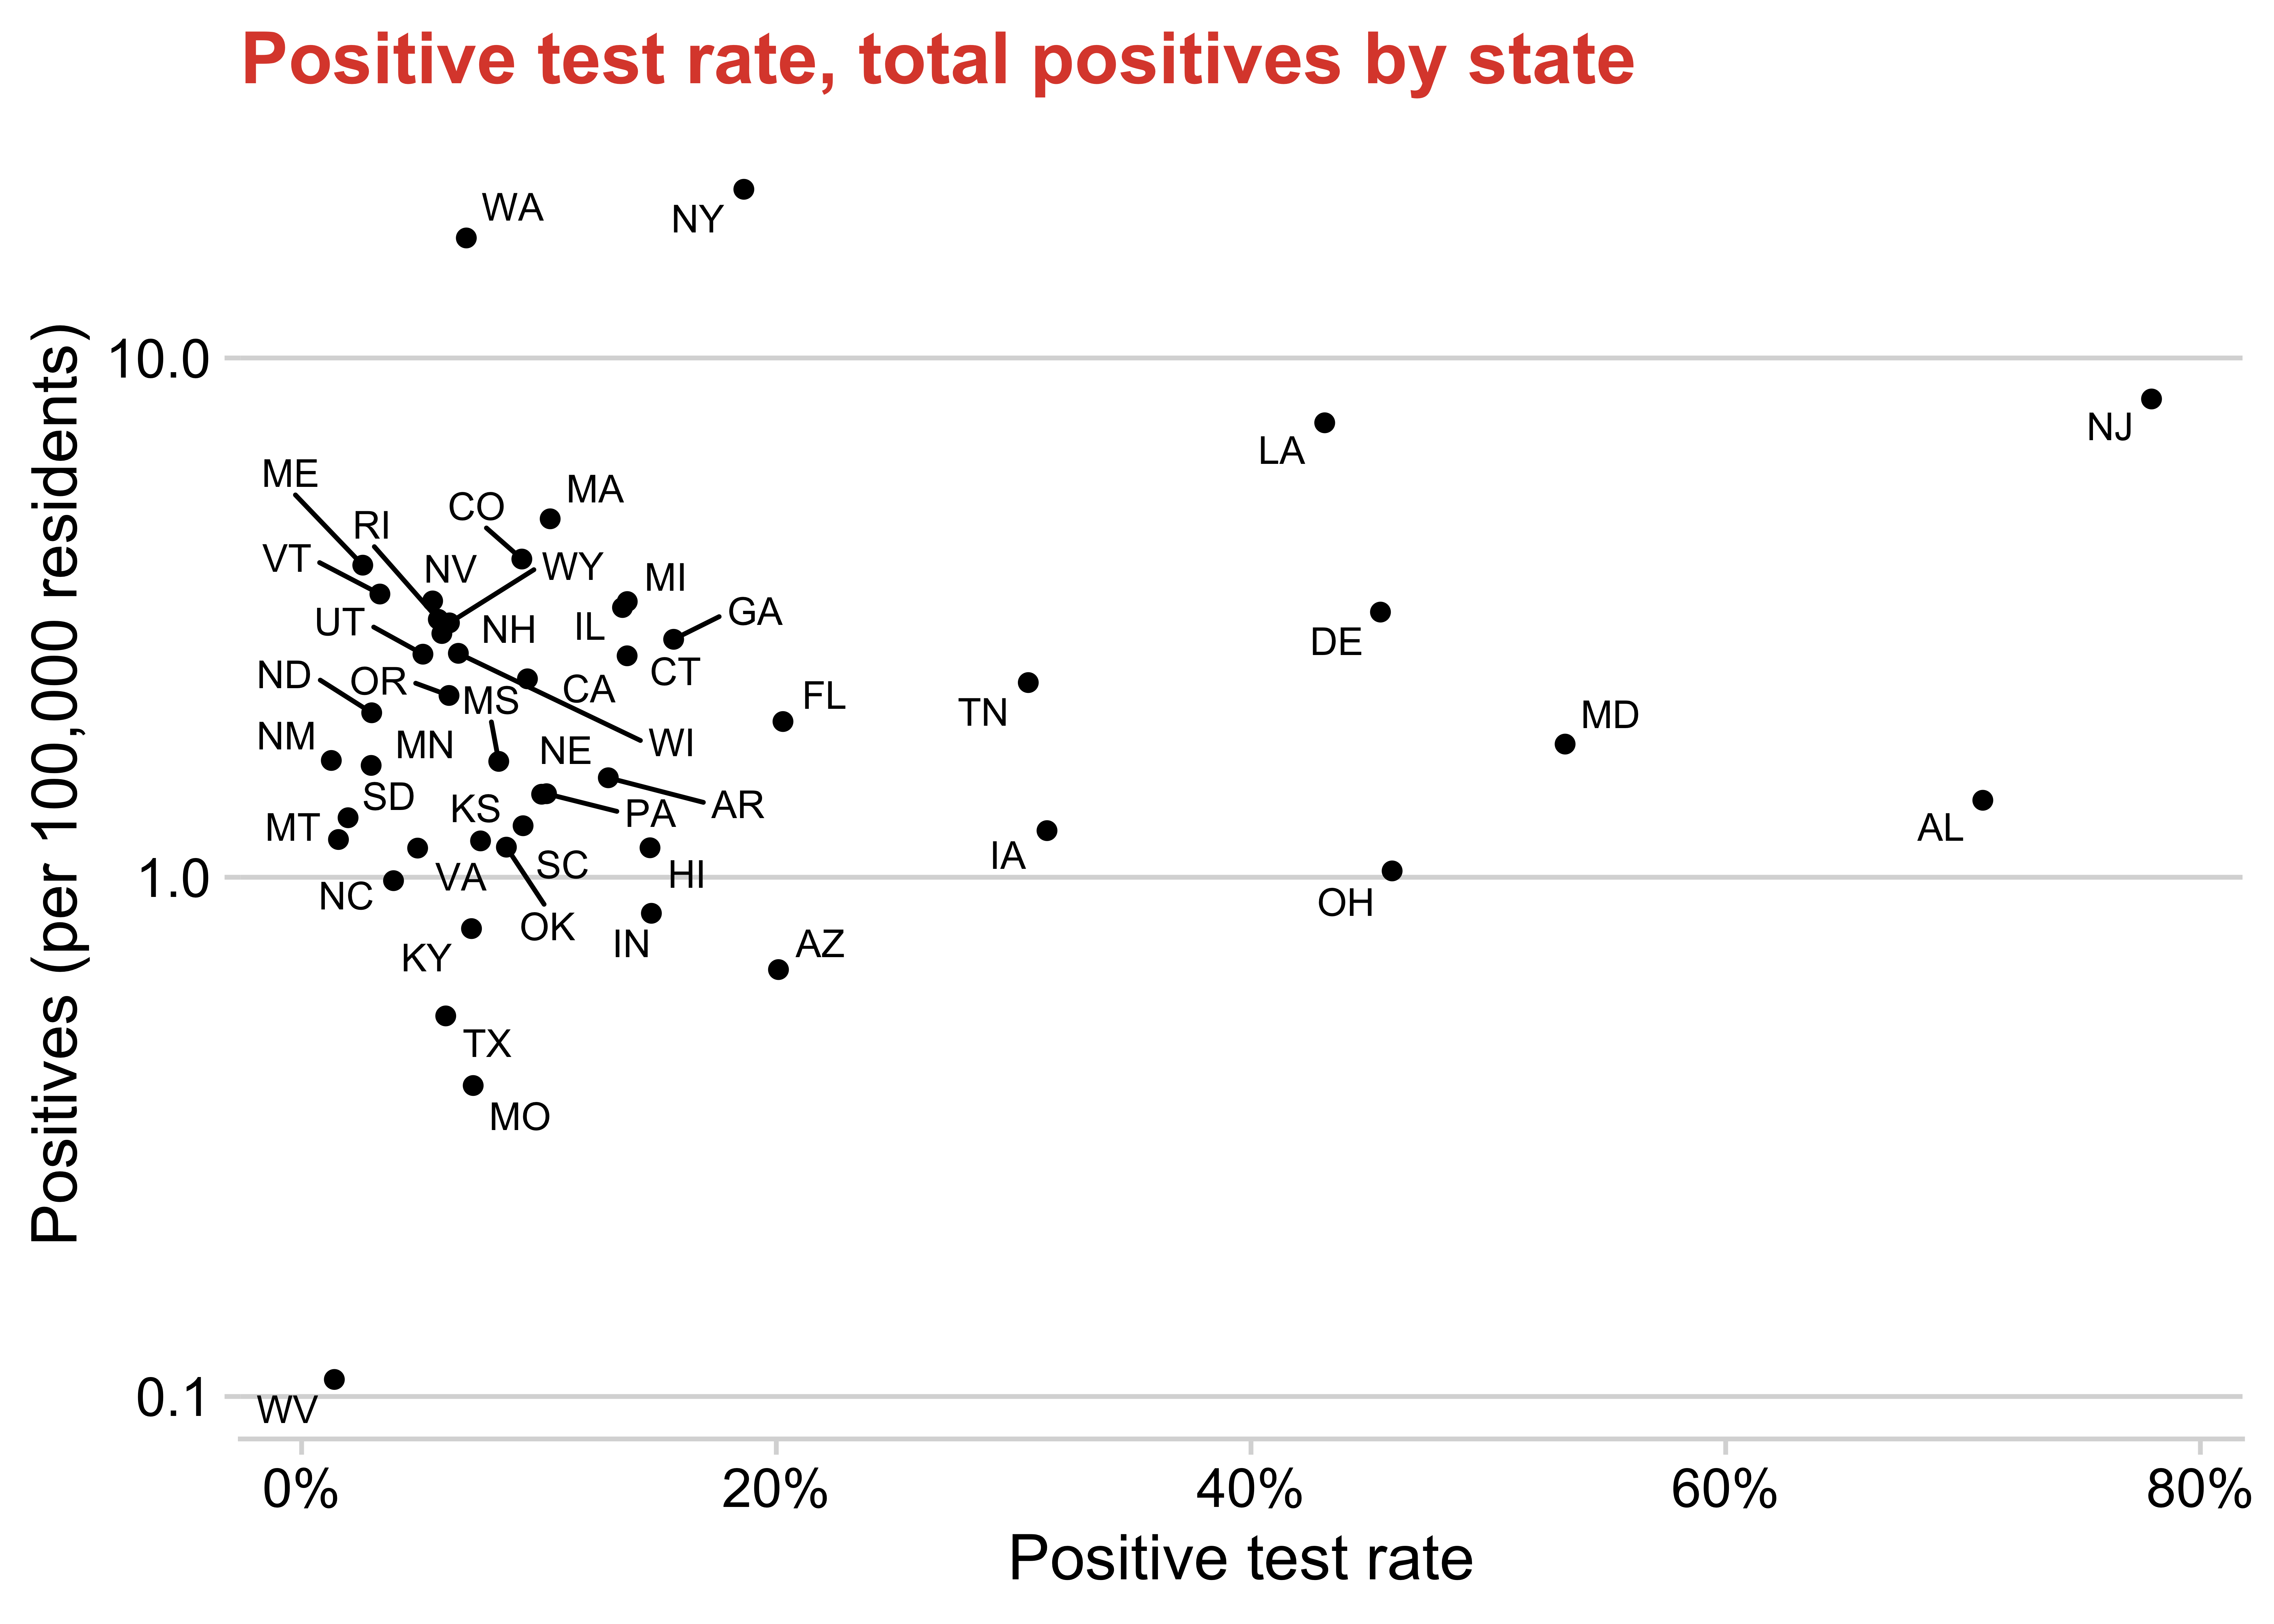 Positive test rate, total positives by state
Positives (per 100,000 residents)
10.0
1.0
0.1
WA
NY
LA
NJ
ME
RI
CO
MA
VT
NV
WY
MI
UT
NH
IL
GA
DE
ND
OR
MS
CA
CT
FL
TN
MD
NM
MN
NE
WI
SD
KS
PA
AR
MT
IA
AL
NC
VA
SC
HI
OH
OK
KY
IN
AZ
TX
MO
WV
0%
20%
40%
60%
80%
Positive test rate